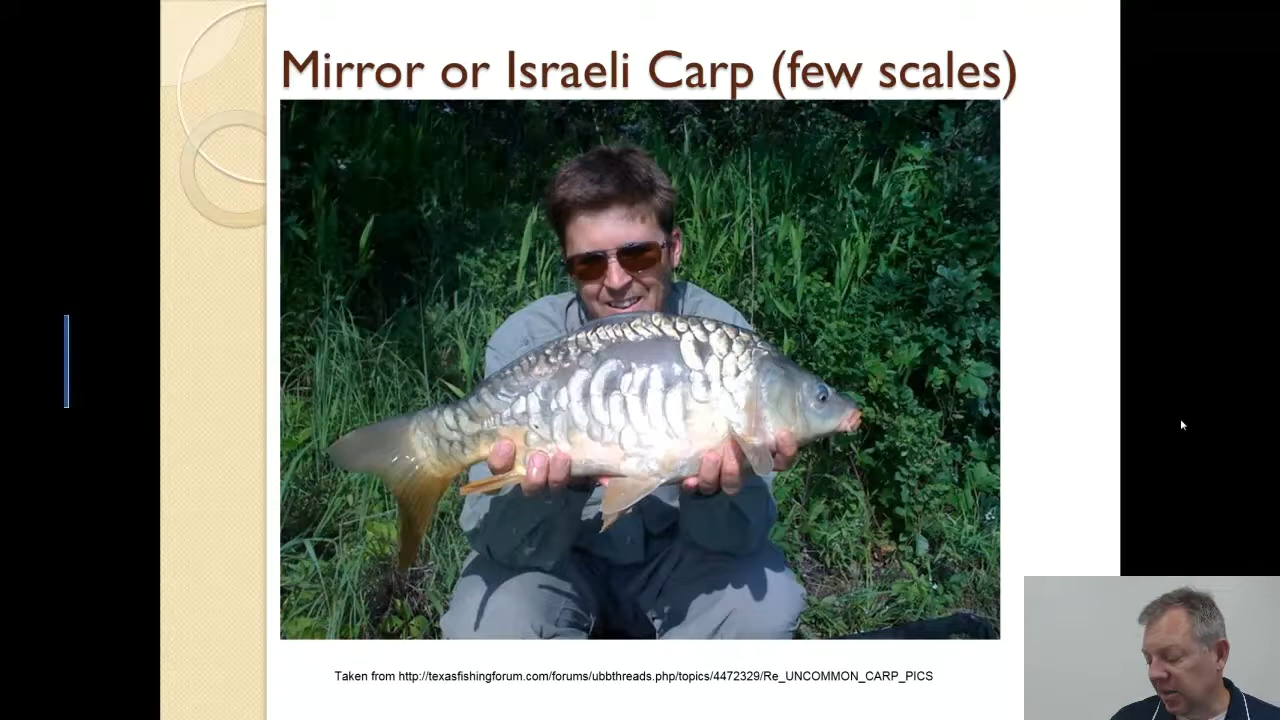 Mirror or Israeli Carp (few scales)
Taken from http://texasfishingforum.com/forums/ubbthreads.php/topics/4472329/Re_UNCOMMON_CARP_PICS